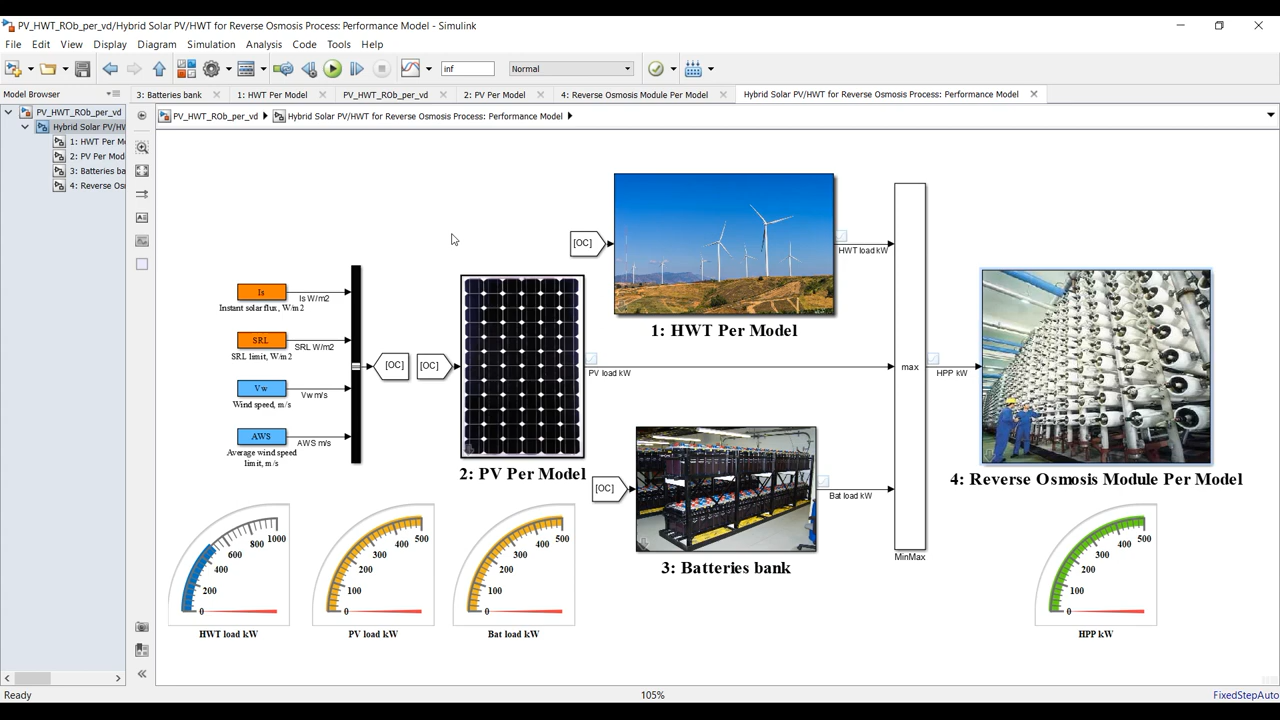 PV_HWT_ROb_per_vd/Hybrid Solar PV/HWT for Reverse Osmosis Process: Performance Model - Simulink
File Edit View Display Diagram Simulation Analysis Code Tools Help
inf Normal
Model Browser
3: Batteries bank 1: HWT Per Model PV_HWT_ROb_per_vd 2: PV Per Model 4: Reverse Osmosis Module Per Model Hybrid Solar PV/HWT for Reverse Osmosis Process: Performance Model
PV_HWT_ROb_per_vd Hybrid Solar PV/HWT for Reverse Osmosis Process: Performance Model
PV_HWT_ROb_per_vd
Hybrid Solar PV/HW
1: HWT Per M
2: PV Per Mod
3: Batteries ba
4: Reverse Os
[OC]
HWT load kW
1: HWT Per Model
Is
Is W/m2
Instant solar flux, W/m2
SRL
SRL W/m2
SRL limit, W/m2
Vw
Vw m/s
Wind speed, m/s
AWS
AWS m/s
Average wind speed
limit, m/s
[OC]
[OC]
PV load kW
2: PV Per Model
[OC]
Bat load kW
3: Batteries bank
max
MinMax
HPP kW
4: Reverse Osmosis Module Per Model
0 200 400 600 800 1000
HWT load kW
0 100 200 300 400 500
PV load kW
0 100 200 300 400 500
Bat load kW
0 100 200 300 400 500
HPP kW
Ready 105% FixedStepAuto